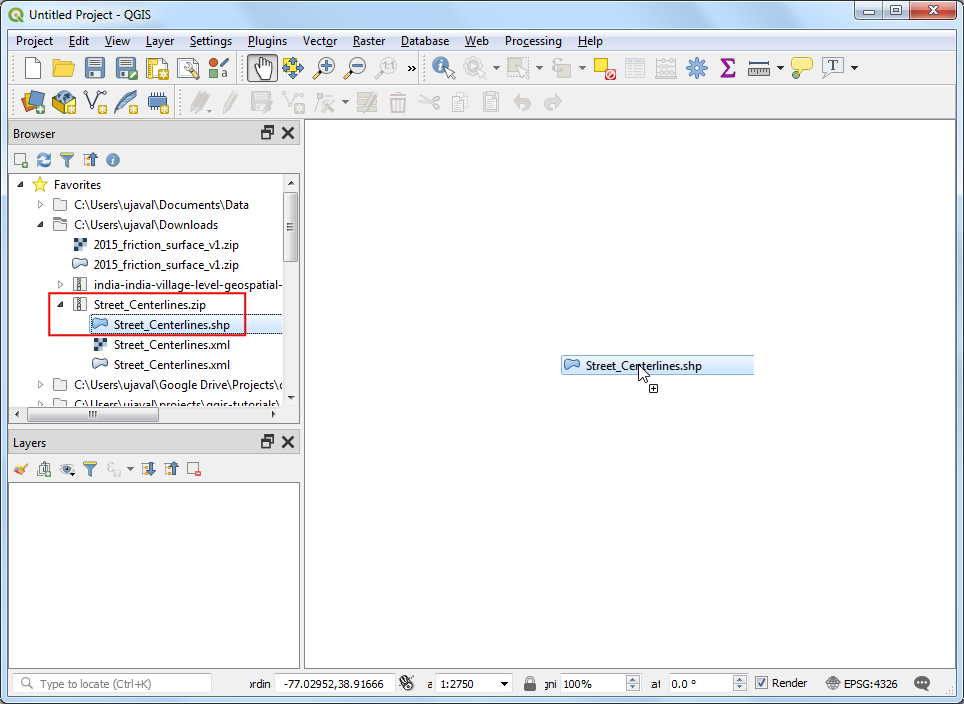 Untitled Project - QGIS
Project Edit View Layer Settings Plugins Vector Raster Database Web Processing Help
1:1 » Σ T
Browser
Favorites
C:\Users\ujaval\Documents\Data
C:\Users\ujaval\Downloads
2015_friction_surface_v1.zip
2015_friction_surface_v1.zip
india-india-village-level-geospatial-
Street_Centerlines.zip
Street_Centerlines.shp
Street_Centerlines.xml
Street_Centerlines.xml
C:\Users\ujaval\Google Drive\Projects\c
C:\Users\ujaval\projects\qgis-tutorials\
Street_Centerlines.shp
Layers
Type to locate (Ctrl+K) ordin -77.02952,38.91666 a 1:2750 gni 100% at 0.0 ° Render EPSG:4326